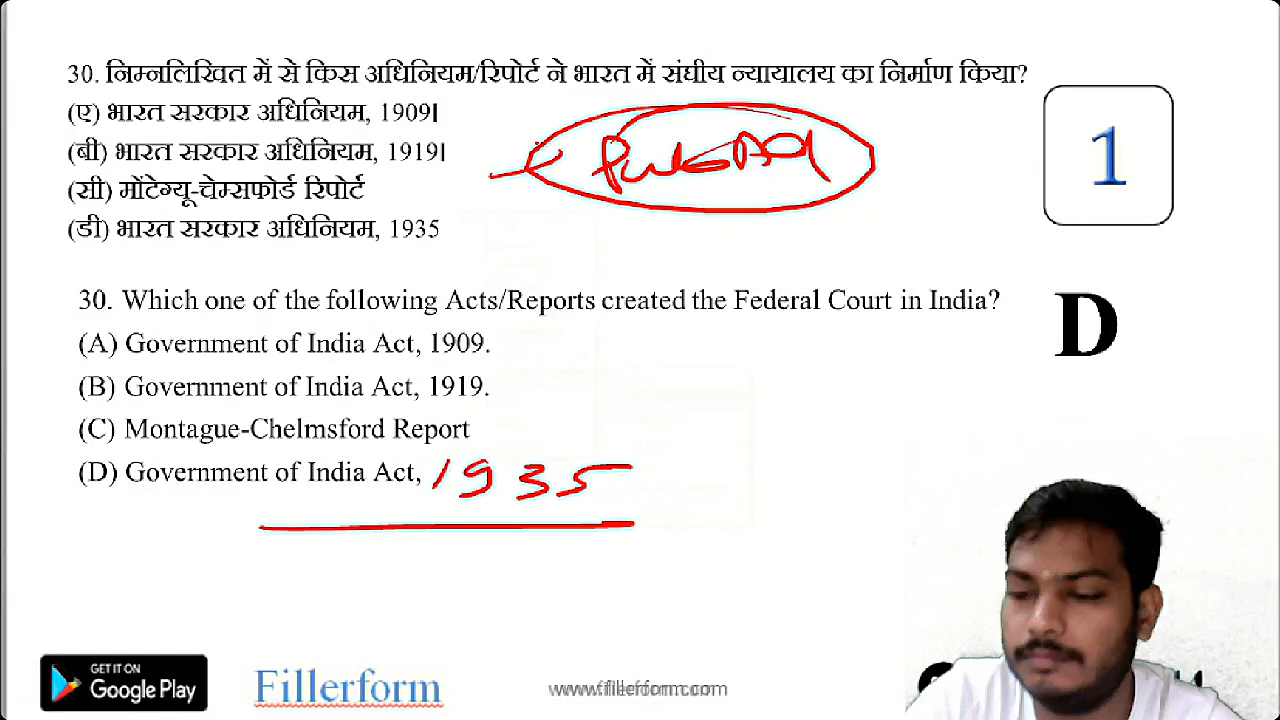 30. निम्नलिखित में से किस अधिनियम/रिपोर्ट ने भारत में संघीय न्यायालय का निर्माण किया?
(ए) भारत सरकार अधिनियम, 1909।
(बी) भारत सरकार अधिनियम, 1919।
(सी) मोंटेग्यू-चेम्सफोर्ड रिपोर्ट
(डी) भारत सरकार अधिनियम, 1935
1
30. Which one of the following Acts/Reports created the Federal Court in India?
D
(A) Government of India Act, 1909.
(B) Government of India Act, 1919.
(C) Montague-Chelmsford Report
(D) Government of India Act, 1935
GET IT ON
Google Play
Fillerform
www.fillerform.com